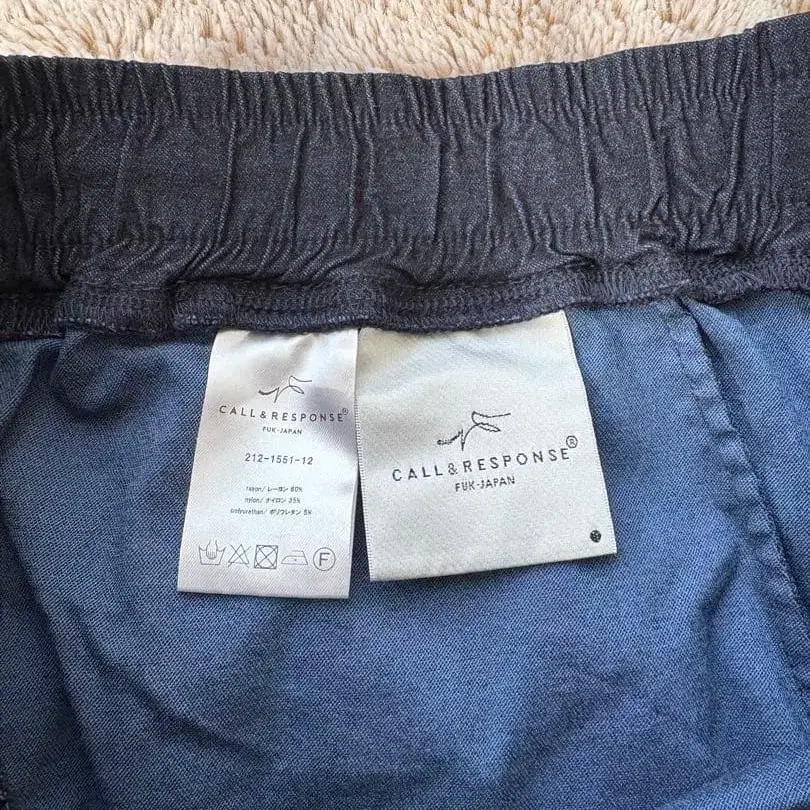 CALL & RESPONSE®
FUK-JAPAN
212-1551-12
rayon/ レーヨン 60%
nylon/ ナイロン 35%
polyurethan/ ポリウレタン 5%
F
CALL & RESPONSE®
FUK-JAPAN